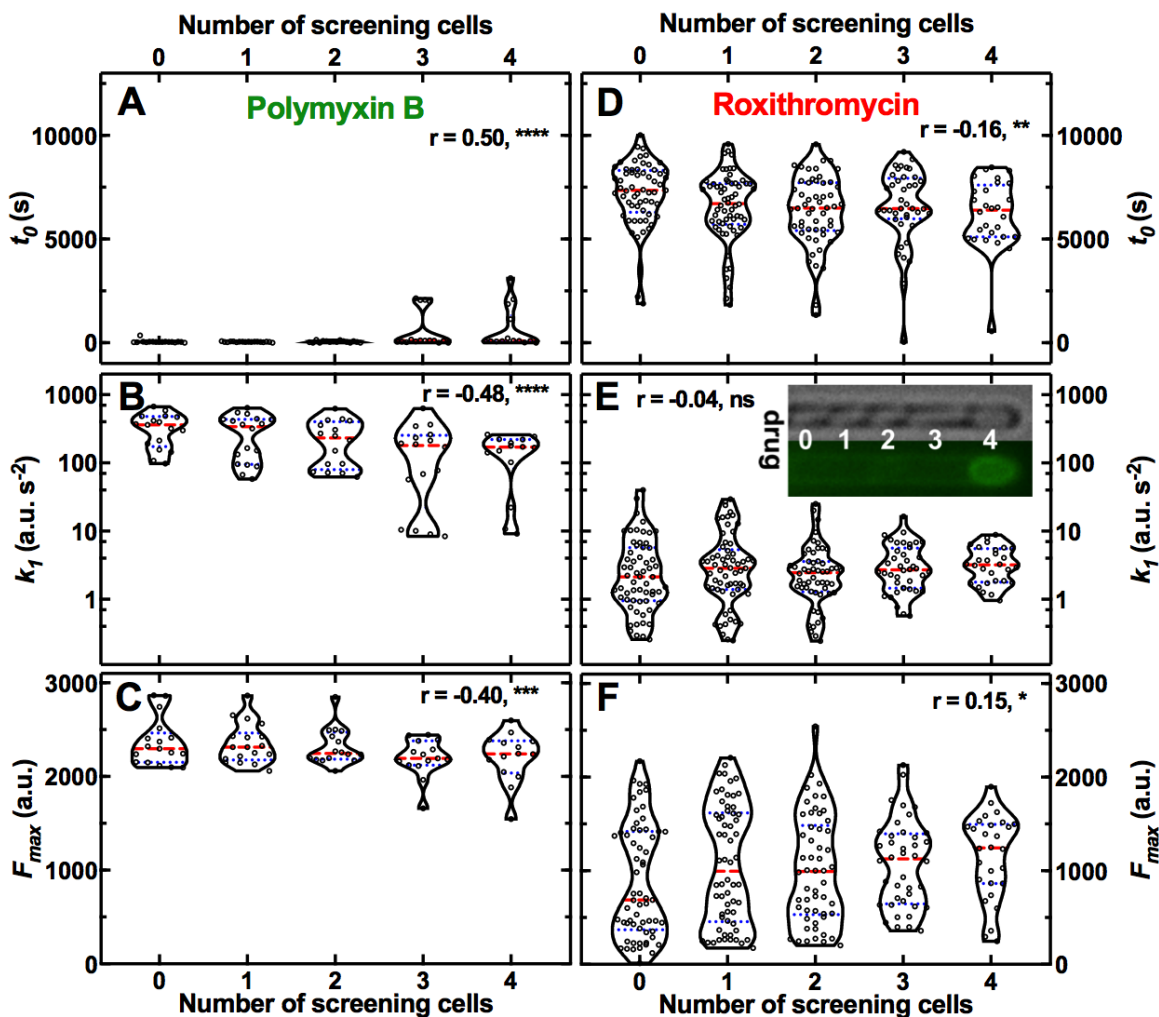 Number of screening cells
0 1 2 3 4
Number of screening cells
0 1 2 3 4
A
Polymyxin B
r = 0.50, ****
10000
5000
0
t0 (s)
D
Roxithromycin
r = -0.16, **
10000
5000
0
t0 (s)
B
r = -0.48, ****
1000
100
10
1
k1 (a.u. s-2)
E
r = -0.04, ns
drug
0 1 2 3 4
1000
100
10
1
k1 (a.u. s-2)
C
r = -0.40, ***
3000
2000
1000
0
Fmax (a.u.)
F
r = 0.15, *
3000
2000
1000
0
Fmax (a.u.)
0 1 2 3 4
Number of screening cells
0 1 2 3 4
Number of screening cells